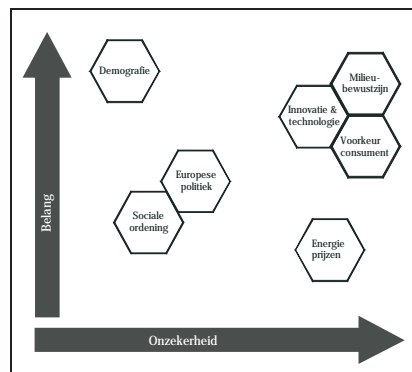 Demografie
Milieu-
bewustzijn
Innovatie &
technologie
Voorkeur
consument
Europese
politiek
Sociale
ordening
Energie
prijzen
Belang
Onzekerheid